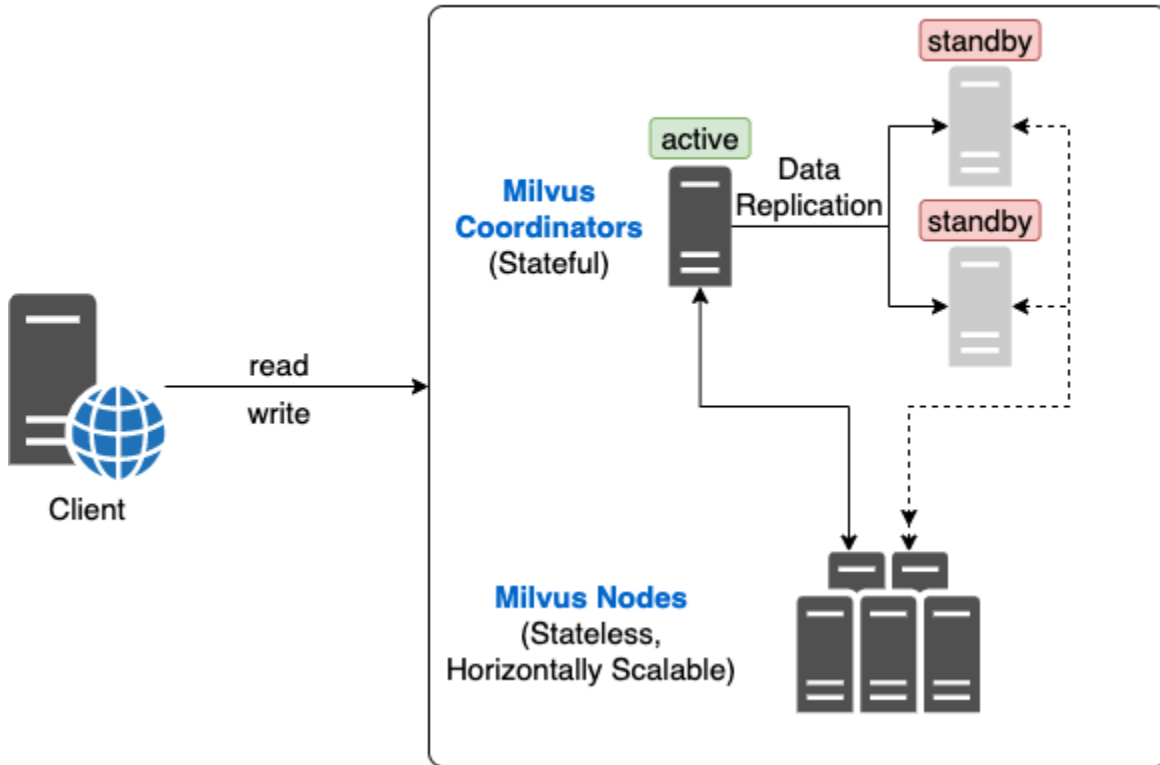 standby
active
Data
Replication
Milvus
Coordinators
(Stateful)
standby
read
write
Client
Milvus Nodes
(Stateless,
Horizontally Scalable)